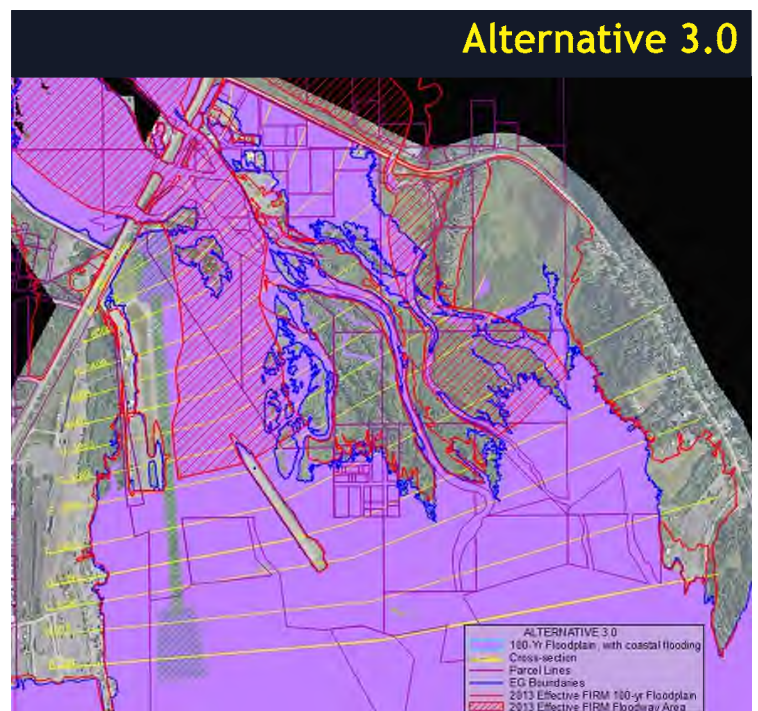 Alternative 3.0
ALTERNATIVE 3.0
100-Yr Floodplain, with coastal flooding
Cross-section
Parcel Lines
EG Boundaries
2013 Effective FIRM 100-yr Floodplain
2013 Effective FIRM Floodway Area